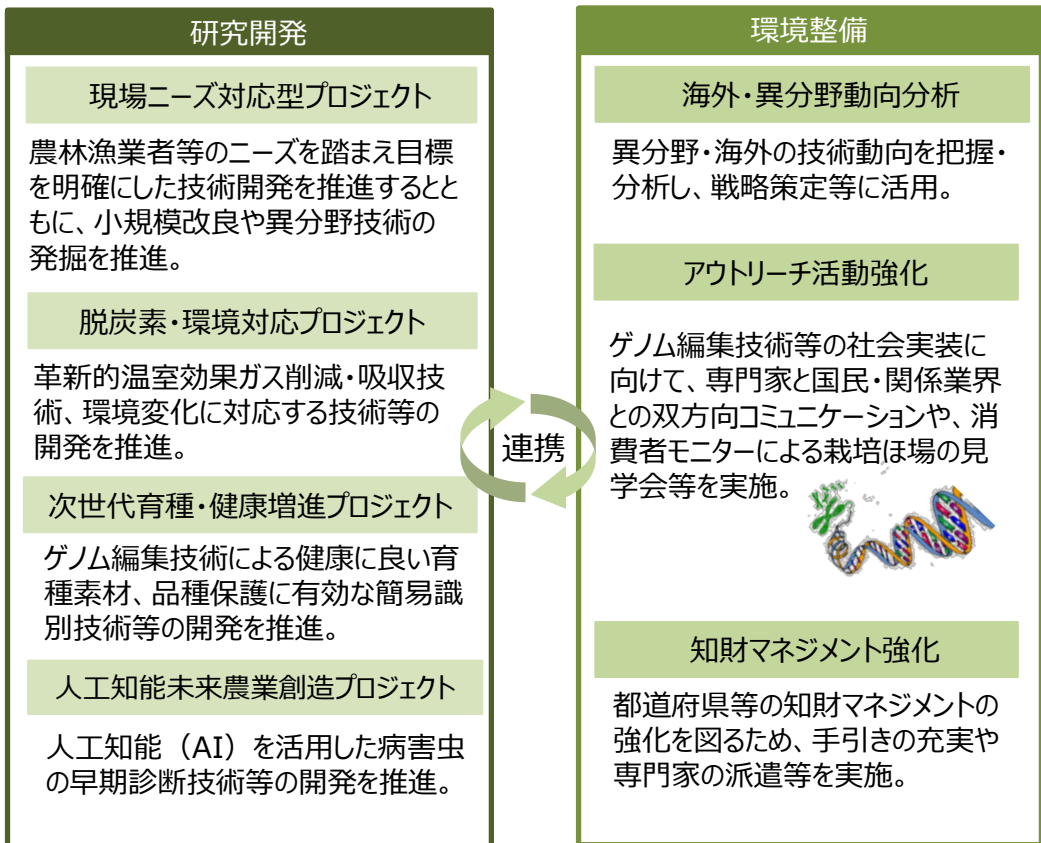 研究開発
現場ニーズ対応型プロジェクト
農林漁業者等のニーズを踏まえ目標
を明確にした技術開発を推進するとと
もに、小規模改良や異分野技術の
発掘を推進。
脱炭素・環境対応プロジェクト
革新的温室効果ガス削減・吸収技
術、環境変化に対応する技術等の
開発を推進。
次世代育種・健康増進プロジェクト
ゲノム編集技術による健康に良い育
種素材、品種保護に有効な簡易識
別技術等の開発を推進。
人工知能未来農業創造プロジェクト
人工知能（AI）を活用した病害虫
の早期診断技術等の開発を推進。
連携
環境整備
海外・異分野動向分析
異分野・海外の技術動向を把握・
分析し、戦略策定等に活用。
アウトリーチ活動強化
ゲノム編集技術等の社会実装に
向けて、専門家と国民・関係業界
との双方向コミュニケーションや、消
費者モニターによる栽培ほ場の見
学会等を実施。
知財マネジメント強化
都道府県等の知財マネジメントの
強化を図るため、手引きの充実や
専門家の派遣等を実施。